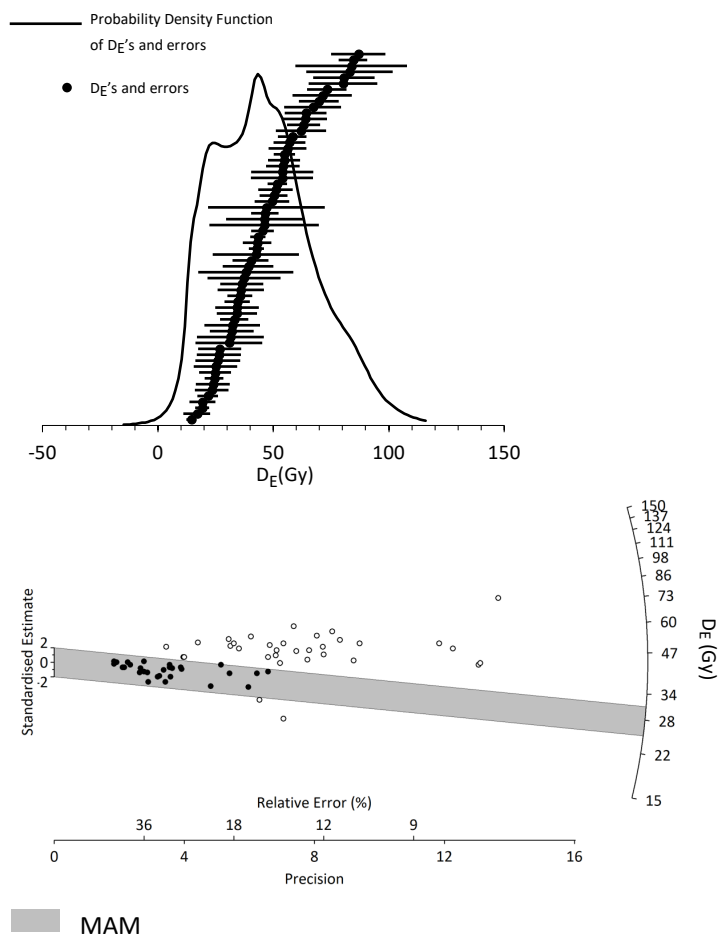 Probability Density Function
of DE's and errors
DE's and errors
-50 0 50 100 150
DE(Gy)
150
137
124
111
98
86
73
60
47
34
28
22
15
DE (Gy)
Standardised Estimate
2
0
-2
Relative Error (%)
36 18 12 9
0 4 8 12 16
Precision
MAM